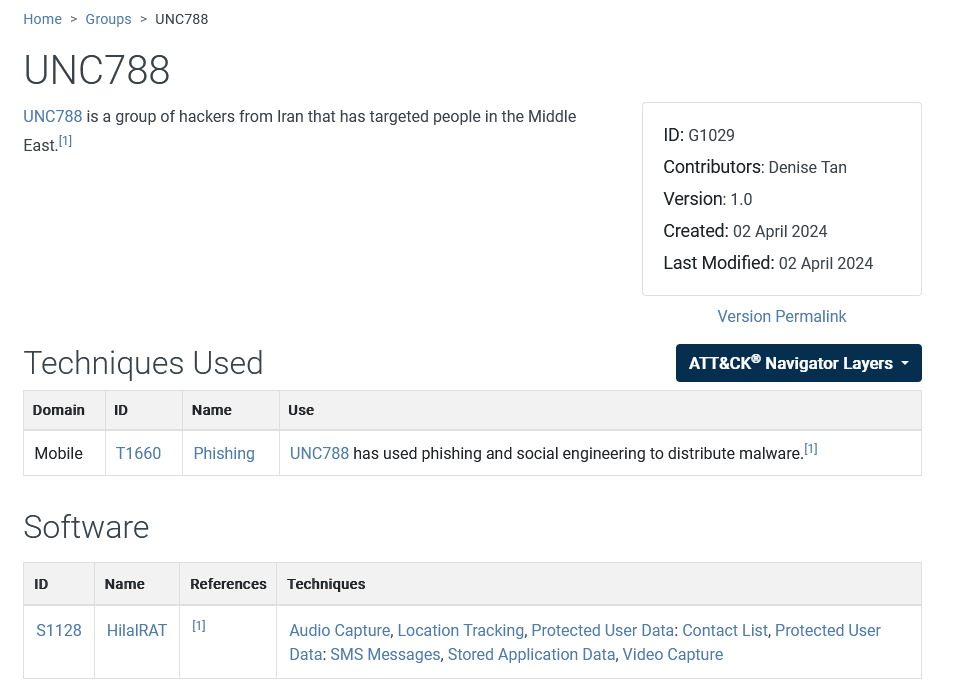 Home > Groups > UNC788
UNC788
UNC788 is a group of hackers from Iran that has targeted people in the Middle
East.[1]
ID: G1029
Contributors: Denise Tan
Version: 1.0
Created: 02 April 2024
Last Modified: 02 April 2024
Version Permalink
Techniques Used
ATT&CK® Navigator Layers
Domain ID Name Use
Mobile T1660 Phishing UNC788 has used phishing and social engineering to distribute malware.[1]
Software
ID Name References Techniques
S1128 HilalRAT [1] Audio Capture, Location Tracking, Protected User Data: Contact List, Protected User
Data: SMS Messages, Stored Application Data, Video Capture